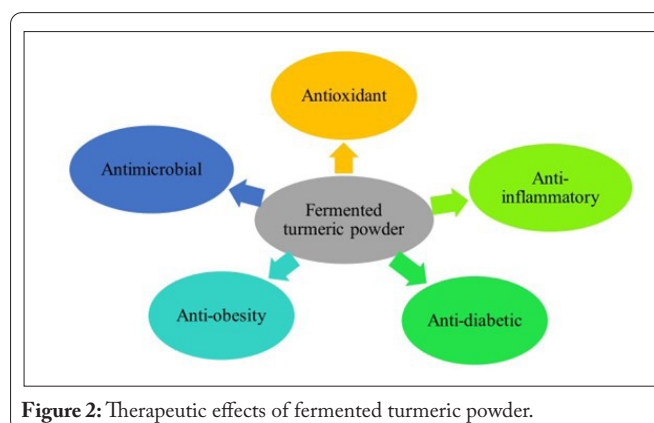 Antioxidant
Antimicrobial
Anti-
inflammatory
Fermented
turmeric powder
Anti-obesity
Anti-diabetic
Figure 2: Therapeutic effects of fermented turmeric powder.